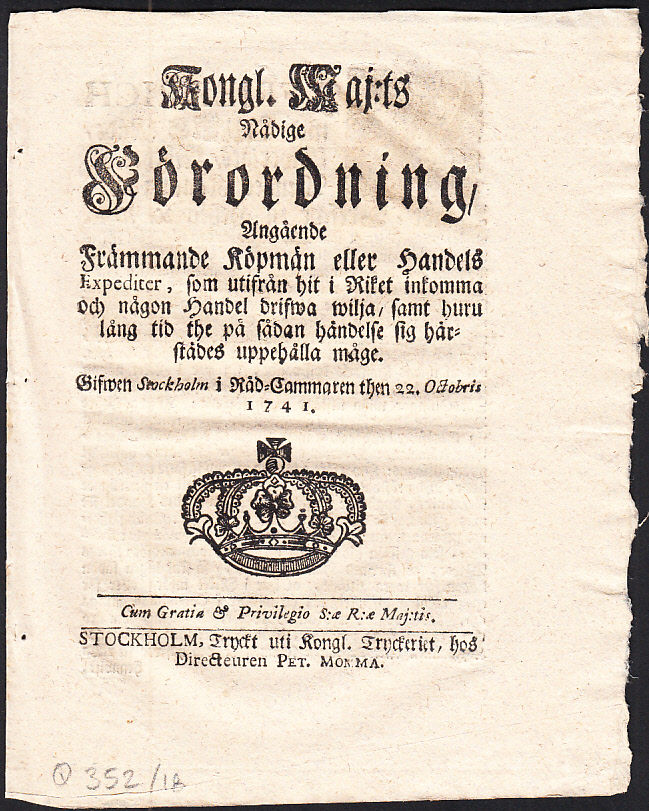 Kongl. Maj:ts
Nådige
Förordning,
Angående
Främmande Köpmän eller Handels
Expediter, som utifrån hit i Riket inkomma
och någon Handel drifwa wilja, samt huru
lång tid the på sådan händelse sig här-
städes uppehålla måge.
Gifwen Stockholm i Råd-Cammaren then 22. Octobris
1741.
Cum Gratia & Privilegio S:æ R:æ Maj:tis.
STOCKHOLM, Tryckt uti Kongl. Tryckeriet, hos
Directeuren PET. MOMMA.
Q 352/18